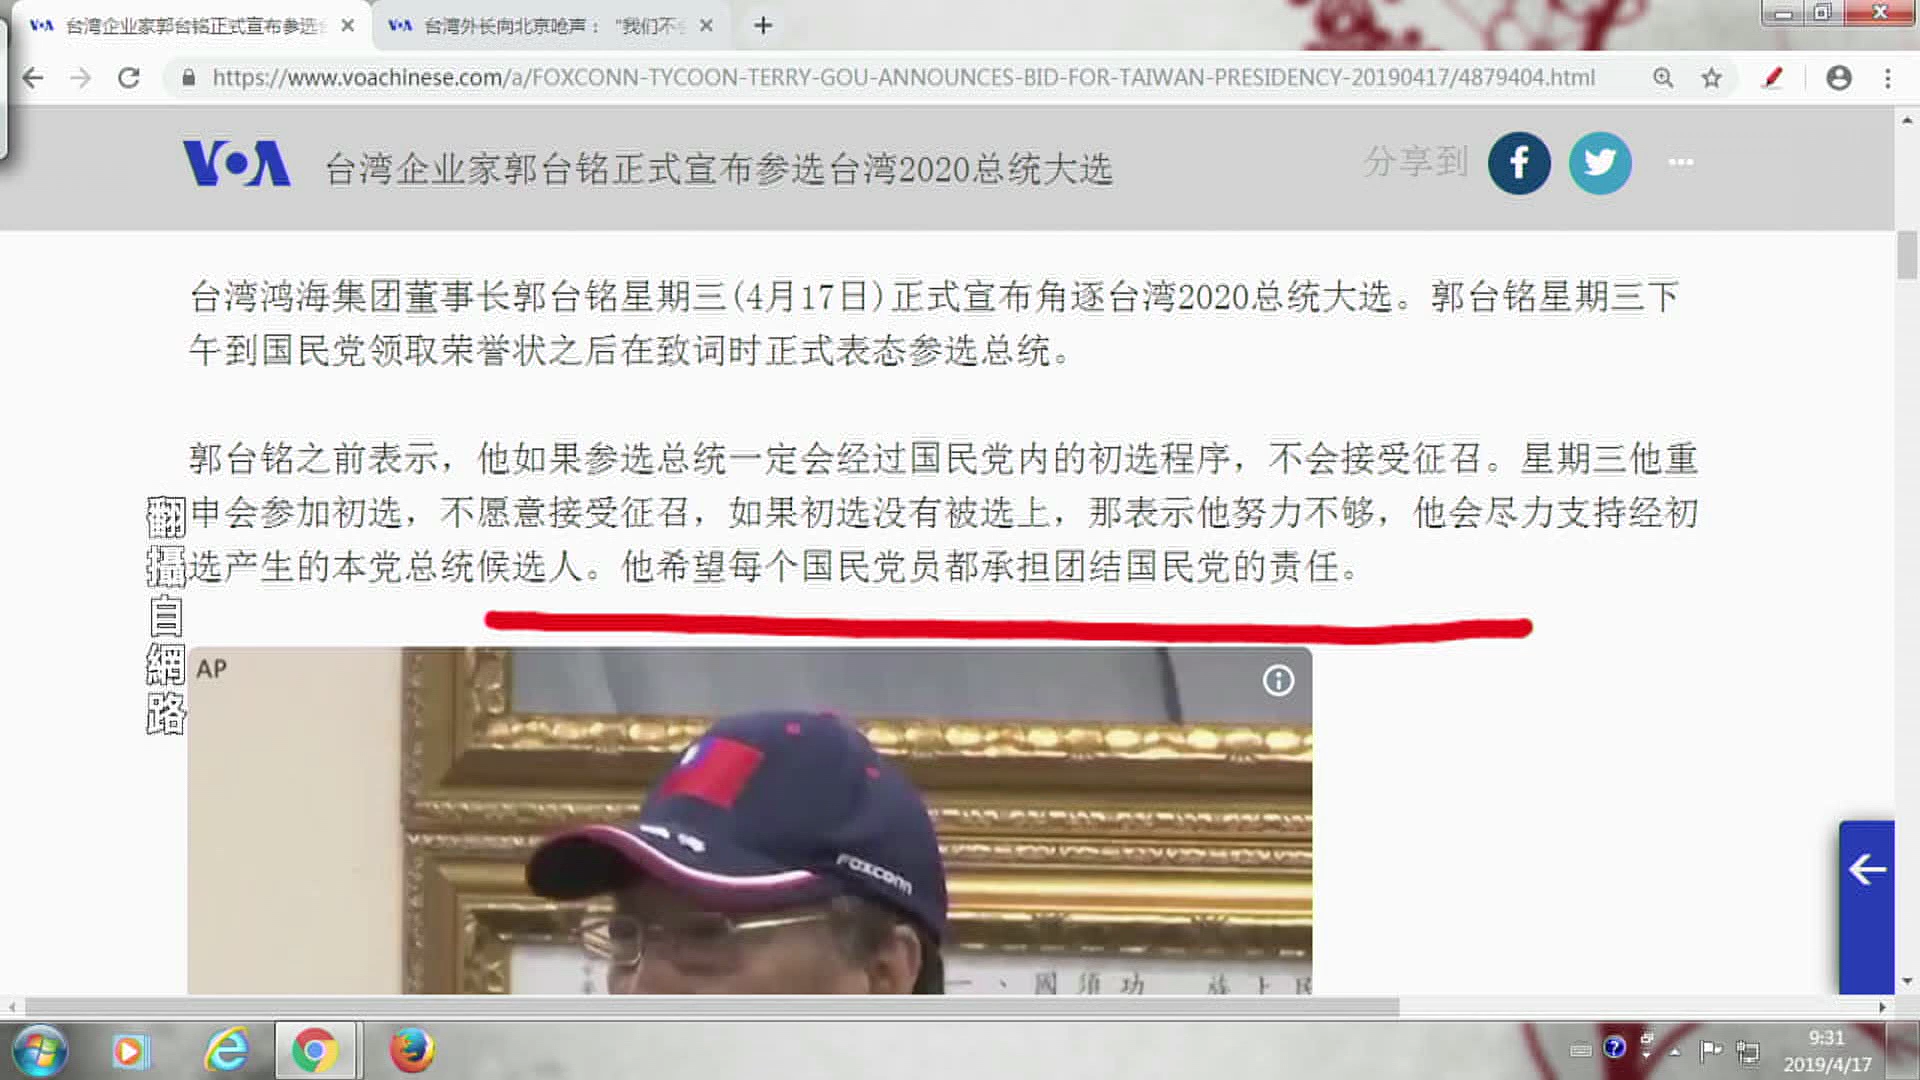 台湾企业家郭台铭正式宣布参选
台湾外长向北京呛声："我们不
https://www.voachinese.com/a/FOXCONN-TYCOON-TERRY-GOU-ANNOUNCES-BID-FOR-TAIWAN-PRESIDENCY-20190417/4879404.html
VOA 台湾企业家郭台铭正式宣布参选台湾2020总统大选
分享到
台湾鸿海集团董事长郭台铭星期三(4月17日)正式宣布角逐台湾2020总统大选。郭台铭星期三下
午到国民党领取荣誉状之后在致词时正式表态参选总统。
郭台铭之前表示，他如果参选总统一定会经过国民党内的初选程序，不会接受征召。星期三他重
申会参加初选，不愿意接受征召，如果初选没有被选上，那表示他努力不够，他会尽力支持经初
选产生的本党总统候选人。他希望每个国民党员都承担团结国民党的责任。
翻攝自網路
AP
Foxconn
一、國須功
上
9:31
2019/4/17